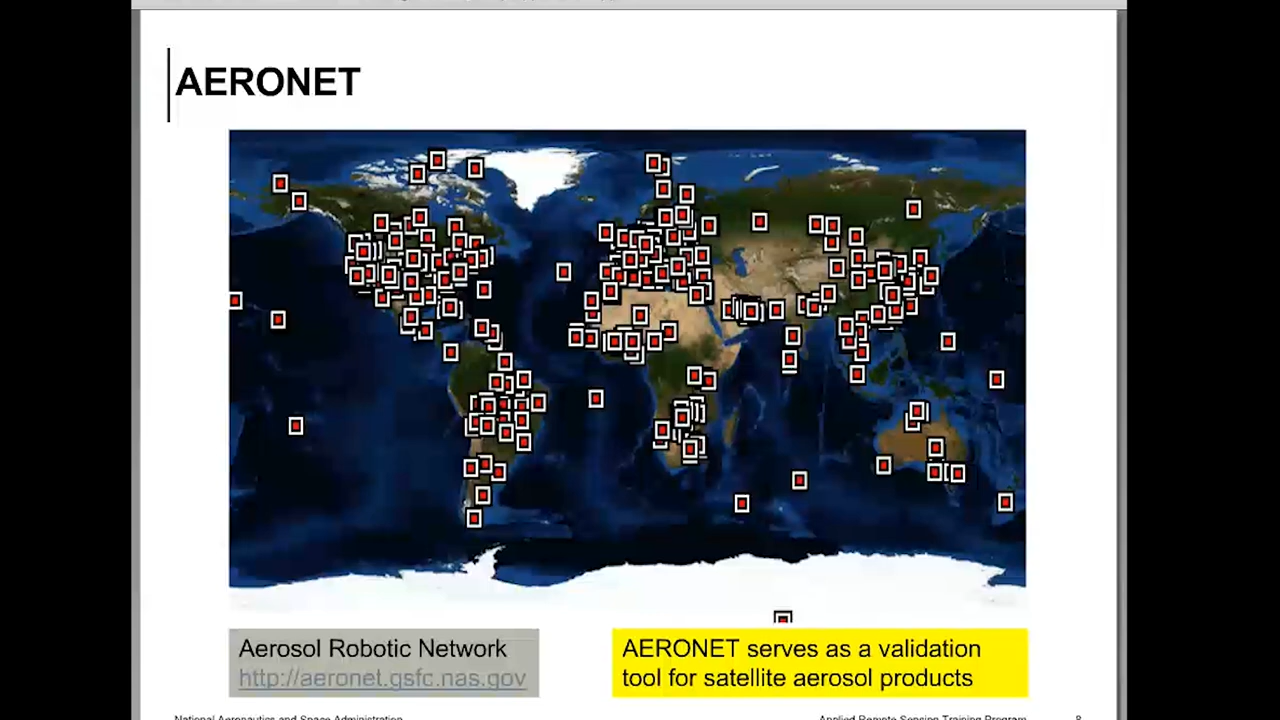 AERONET
Aerosol Robotic Network
http://aeronet.gsfc.nas.gov
AERONET serves as a validation
tool for satellite aerosol products
National Aeronautics and Space Administration
Applied Remote Sensing Training Program
8